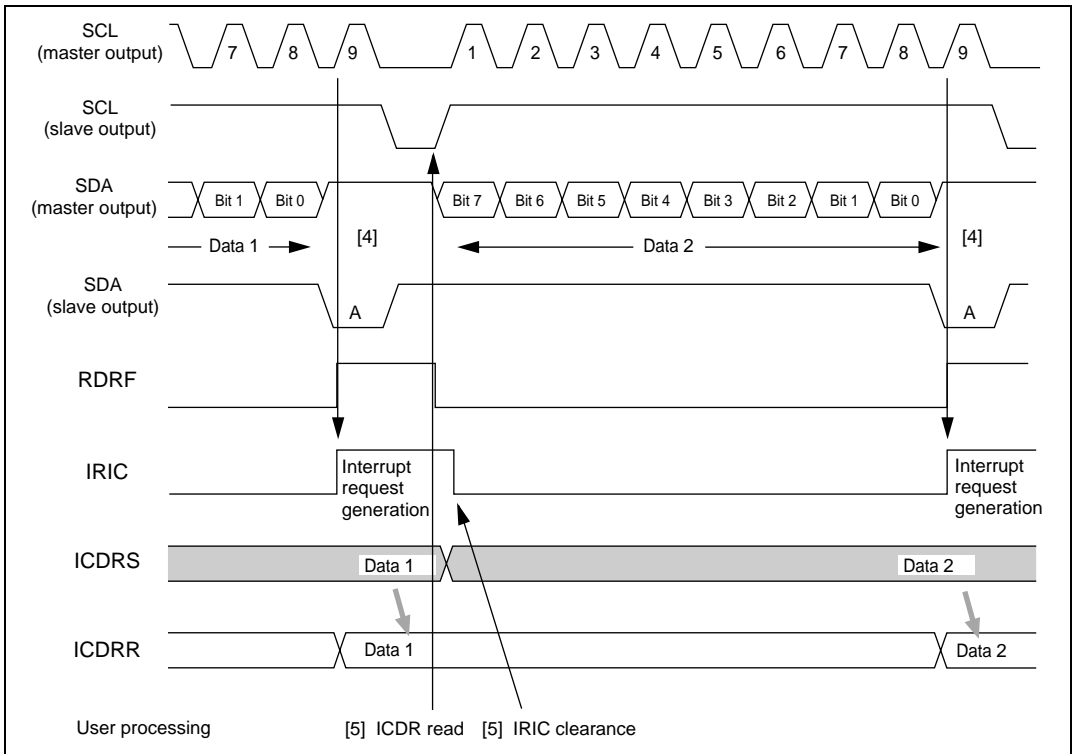 SCL
(master output)
7 8 9 1 2 3 4 5 6 7 8 9
SCL
(slave output)
SDA
(master output)
Bit 1 Bit 0 Bit 7 Bit 6 Bit 5 Bit 4 Bit 3 Bit 2 Bit 1 Bit 0
Data 1 [4] Data 2 [4]
SDA
(slave output)
A A
RDRF
IRIC
Interrupt
request
generation
Interrupt
request
generation
ICDRS
Data 1 Data 2
ICDRR
Data 1 Data 2
User processing [5] ICDR read [5] IRIC clearance